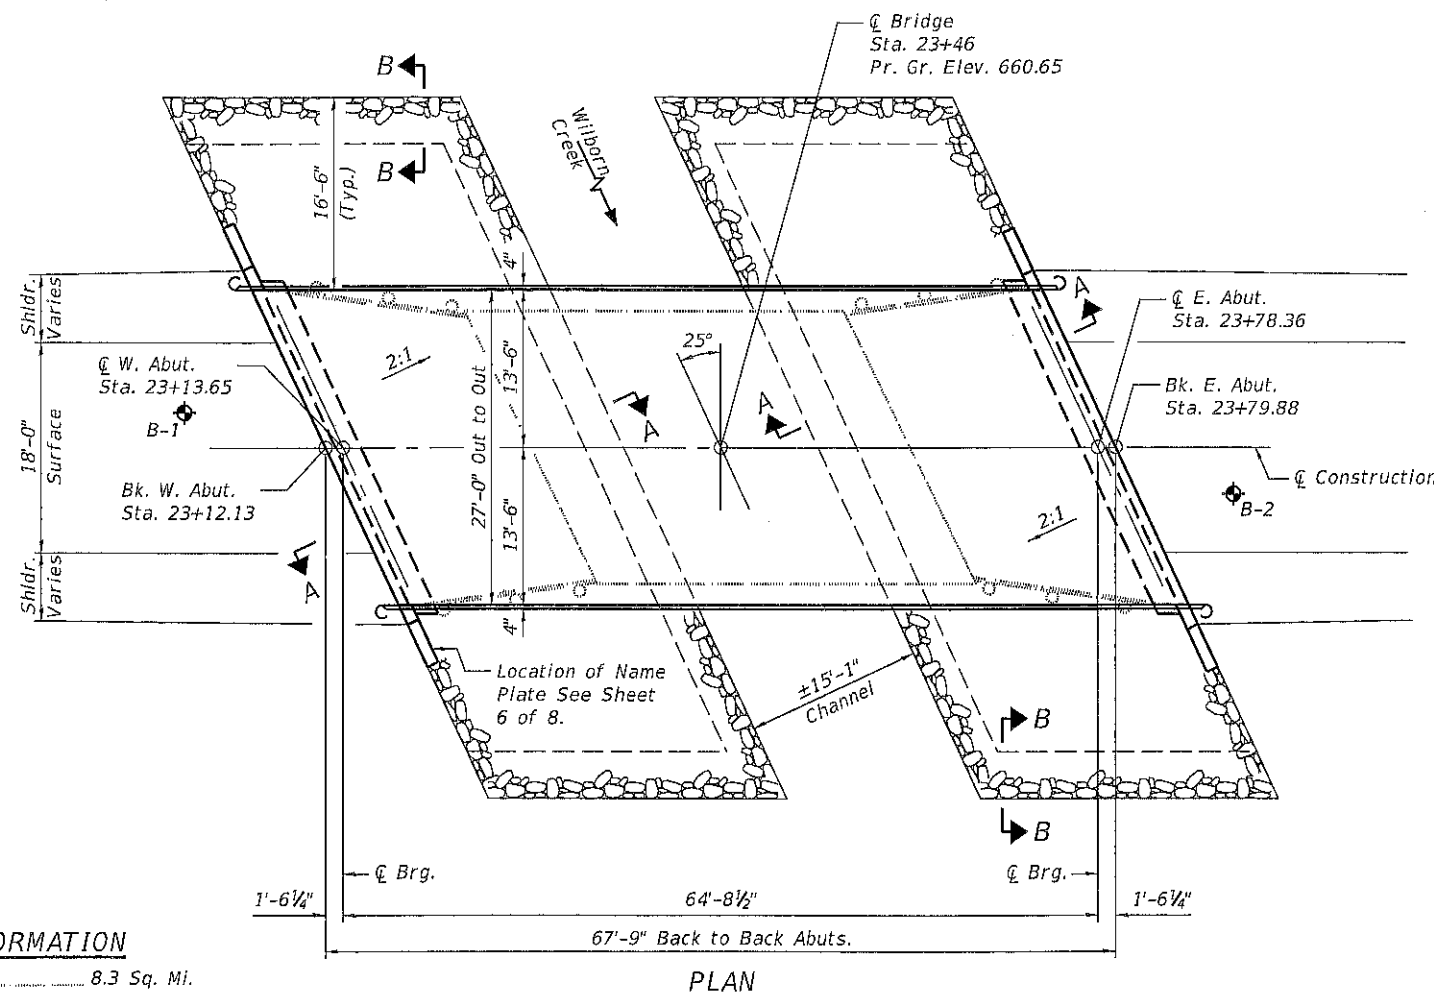 ℄ Bridge
Sta. 23+46
Pr. Gr. Elev. 660.65
B
B
Wilborn
Creek
16'-6"
(Typ.)
4"
Shldr.
Varies
A
℄ E. Abut.
Sta. 23+78.36
25°
2:1
13'-6"
℄ W. Abut.
Sta. 23+13.65
Bk. E. Abut.
Sta. 23+79.88
B-1
A
A
18'-0"
Surface
27'-0" Out to Out
℄ Construction
Bk. W. Abut.
Sta. 23+12.13
B-2
2:1
13'-6"
A
Shldr.
Varies
4"
Location of Name
Plate See Sheet
6 of 8.
±15'-1"
Channel
B
B
℄ Brg.
℄ Brg.
1'-6¼"
64'-8½"
1'-6¼"
67'-9" Back to Back Abuts.
ORMATION
8.3 Sq. Mi.
PLAN